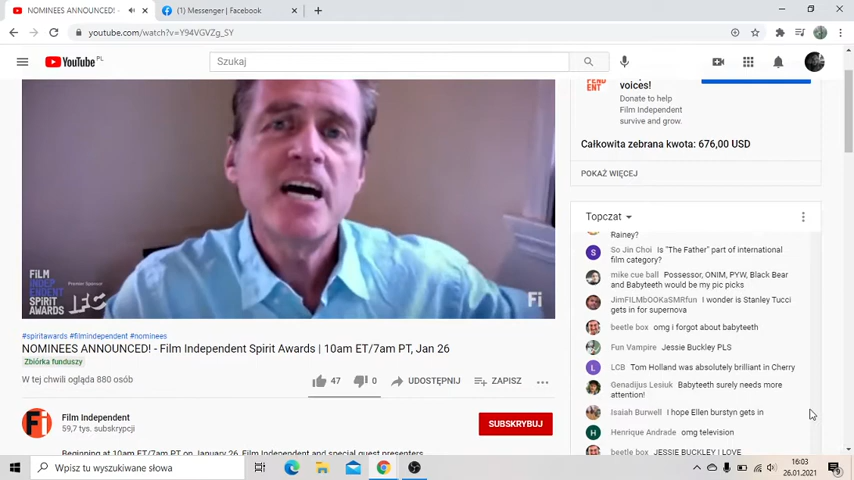 NOMINEES ANNOUNCED! -
(1) Messenger | Facebook
youtube.com/watch?v=Y94VGVZg_SY
YouTube PL
Szukaj
FILM
INDEPENDENT
SPIRIT
AWARDS
Premier Sponsor
IFC
Fi
#spiritawards #filmindependent #nominees
NOMINEES ANNOUNCED! - Film Independent Spirit Awards | 10am ET/7am PT, Jan 26
Zbiórka funduszy
W tej chwili ogląda 880 osób
47
0
UDOSTĘPNIJ
ZAPISZ
Fi
Film Independent
59,7 tys. subskrypcji
SUBSKRYBUJ
Beginning at 10am ET/7am PT on January 26, Film Independent and special guest presenters
PENDENT
voices!
Donate to help
Film Independent
survive and grow.
Całkowita zebrana kwota: 676,00 USD
POKAŻ WIĘCEJ
Topczat
Rainey?
S So Jin Choi Is "The Father" part of international
film category?
mike cue ball Possessor, ONIM, PYW, Black Bear
and Babyteeth would be my pic picks
JimFILMbOOKaSMRfun I wonder is Stanley Tucci
gets in for supernova
beetle box omg i forgot about babyteeth
Fun Vampire Jessie Buckley PLS
L LCB Tom Holland was absolutely brilliant in Cherry
Genadijus Lesiuk Babyteeth surely needs more
attention!
Isaiah Burwell I hope Ellen burstyn gets in
H Henrique Andrade omg television
beetle box JESSIE BUCKLEY I LOVE
Wpisz tu wyszukiwane słowa
16:03
26.01.2021
9